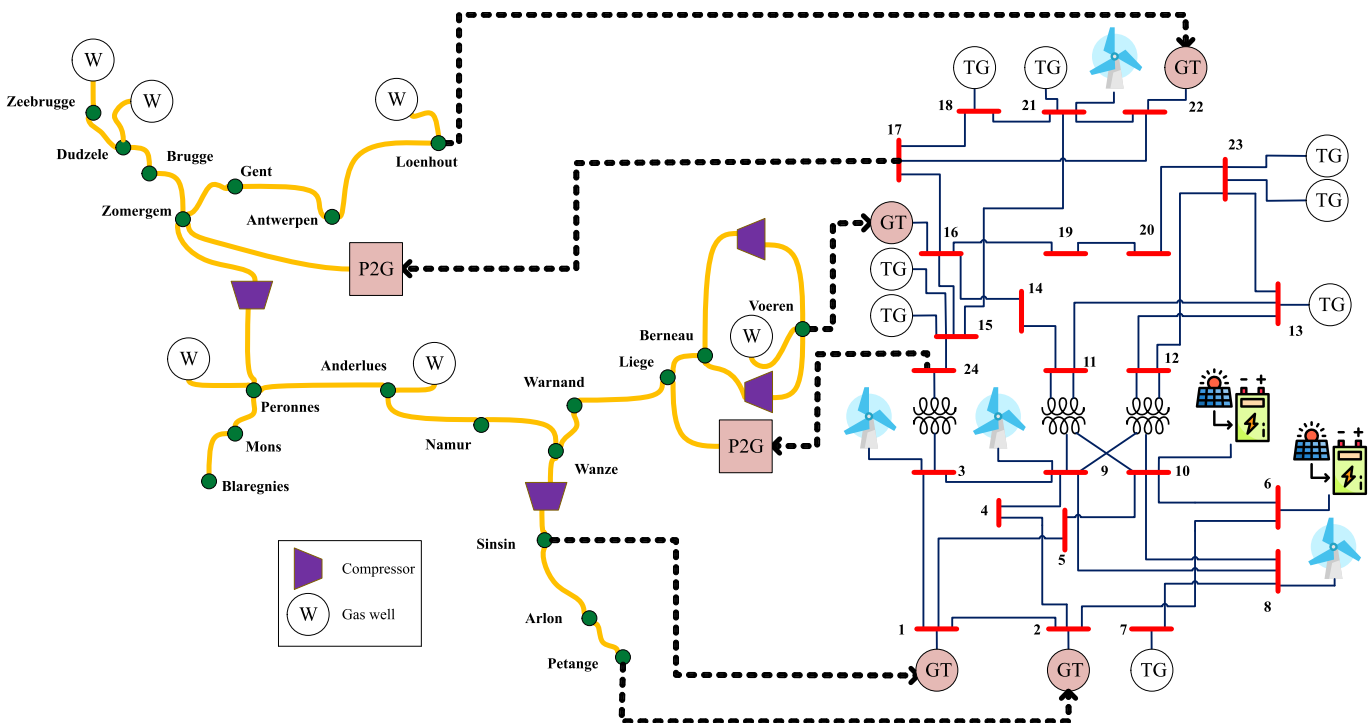 W
Zeebrugge
W
Dudzele
Brugge
Gent
Zomergem
Antwerpen
W
Loenhout
P2G
W
Peronnes
Mons
Blaregnies
Anderlues
W
Namur
Warnand
Wanze
Liege
Berneau
Voeren
W
P2G
Sinsin
Arlon
Petange
Compressor
W
Gas well
TG
18
TG
21
GT
22
17
23
TG
TG
GT
16
19
20
TG
TG
15
14
13
TG
24
11
12
3
9
10
- +
i
- +
i
6
4
5
8
1
2
7
GT
GT
TG